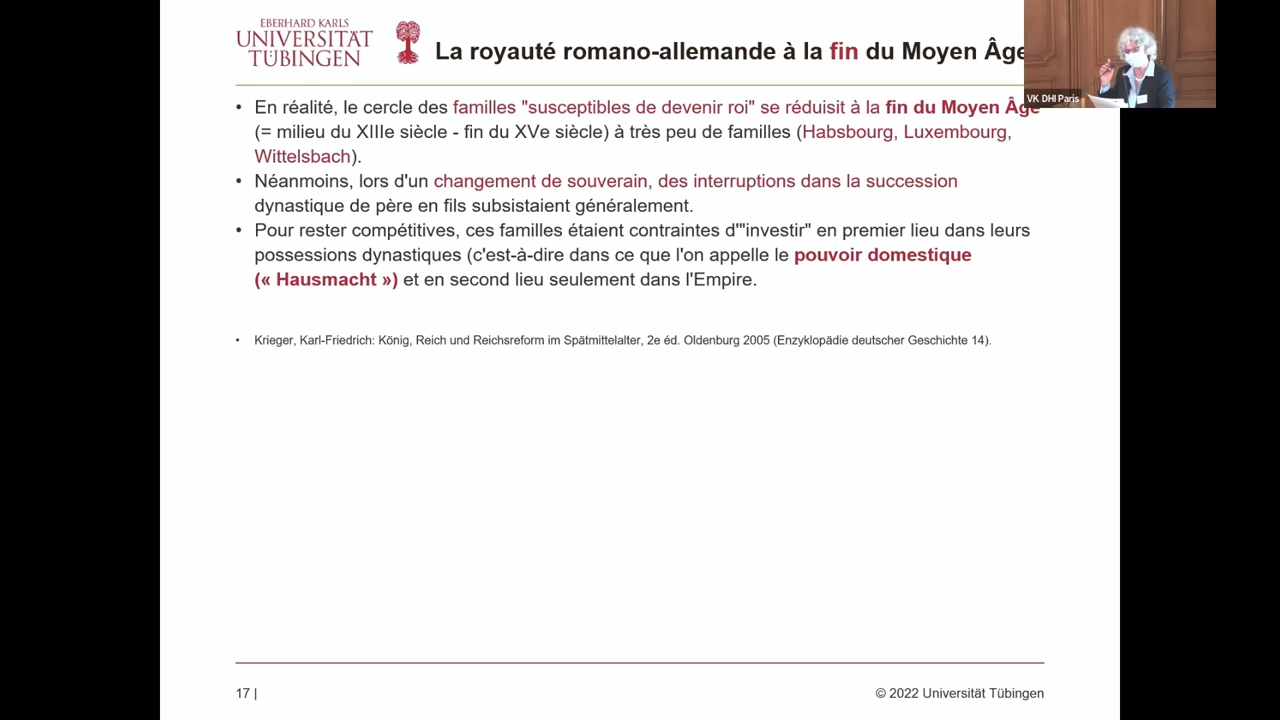 EBERHARD KARLS
UNIVERSITÄT
TÜBINGEN
La royauté romano-allemande à la fin du Moyen Âge
VK DHI Paris
• En réalité, le cercle des familles "susceptibles de devenir roi" se réduisit à la fin du Moyen Âge
(= milieu du XIIIe siècle - fin du XVe siècle) à très peu de familles (Habsbourg, Luxembourg,
Wittelsbach).
• Néanmoins, lors d'un changement de souverain, des interruptions dans la succession
dynastique de père en fils subsistaient généralement.
• Pour rester compétitives, ces familles étaient contraintes d'"investir" en premier lieu dans leurs
possessions dynastiques (c'est-à-dire dans ce que l'on appelle le pouvoir domestique
(« Hausmacht ») et en second lieu seulement dans l'Empire.
• Krieger, Karl-Friedrich: König, Reich und Reichsreform im Spätmittelalter, 2e éd. Oldenburg 2005 (Enzyklopädie deutscher Geschichte 14).
17 |
© 2022 Universität Tübingen